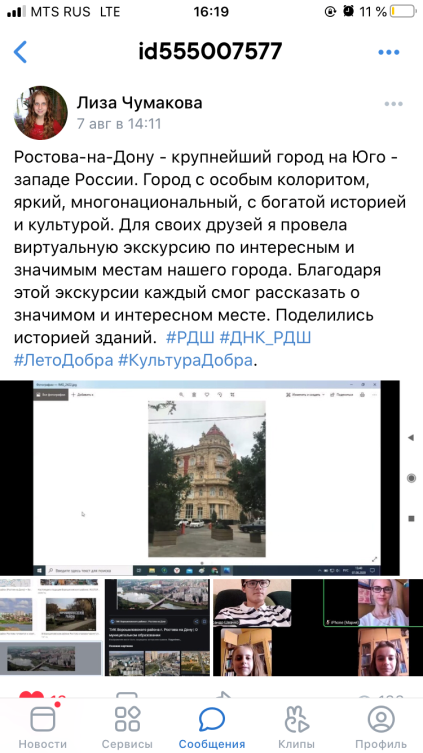 MTS RUS LTE 16:19 11 %
id555007577
Лиза Чумакова
7 авг в 14:11
Ростова-на-Дону - крупнейший город на Юго -
западе России. Город с особым колоритом,
яркий, многонациональный, с богатой историей
и культурой. Для своих друзей я провела
виртуальную экскурсию по интересным и
значимым местам нашего города. Благодаря
этой экскурсии каждый смог рассказать о
значимом и интересном месте. Поделились
историей зданий. #РДШ #ДНК_РДШ
#ЛетоДобра #КультураДобра.
Новости Сервисы Сообщения Клипы Профиль